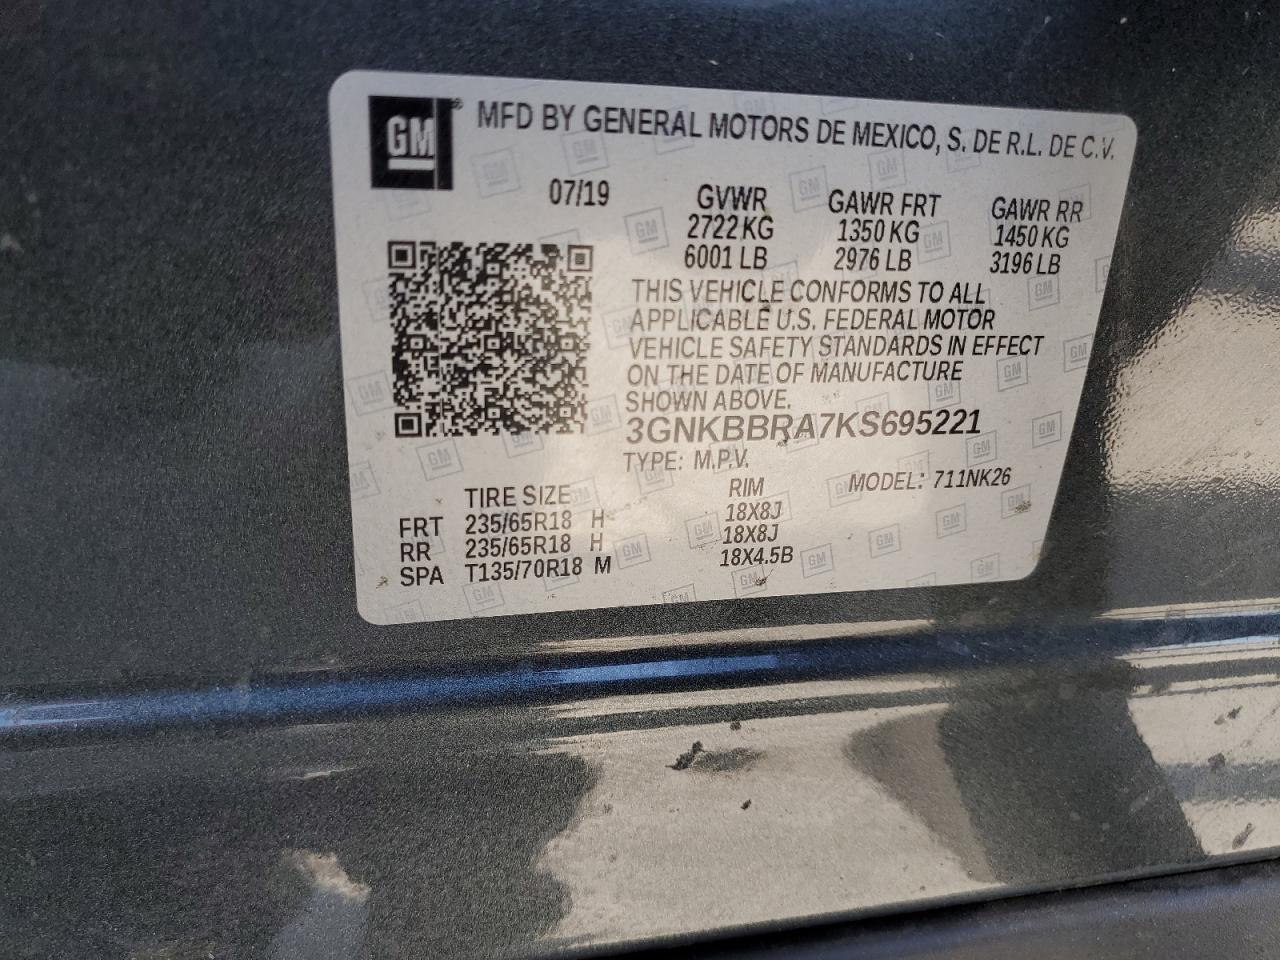 GM® MFD BY GENERAL MOTORS DE MEXICO, S. DE R.L. DE C.V.
07/19 GVWR GAWR FRT GAWR RR
2722 KG 1350 KG 1450 KG
6001 LB 2976 LB 3196 LB
THIS VEHICLE CONFORMS TO ALL
APPLICABLE U.S. FEDERAL MOTOR
VEHICLE SAFETY STANDARDS IN EFFECT
ON THE DATE OF MANUFACTURE
SHOWN ABOVE.
3GNKBBRA7KS695221
TYPE: M.P.V.
TIRE SIZE RIM MODEL: 711NK26
FRT 235/65R18 H 18X8J
RR 235/65R18 H 18X8J
SPA T135/70R18 M 18X4.5B